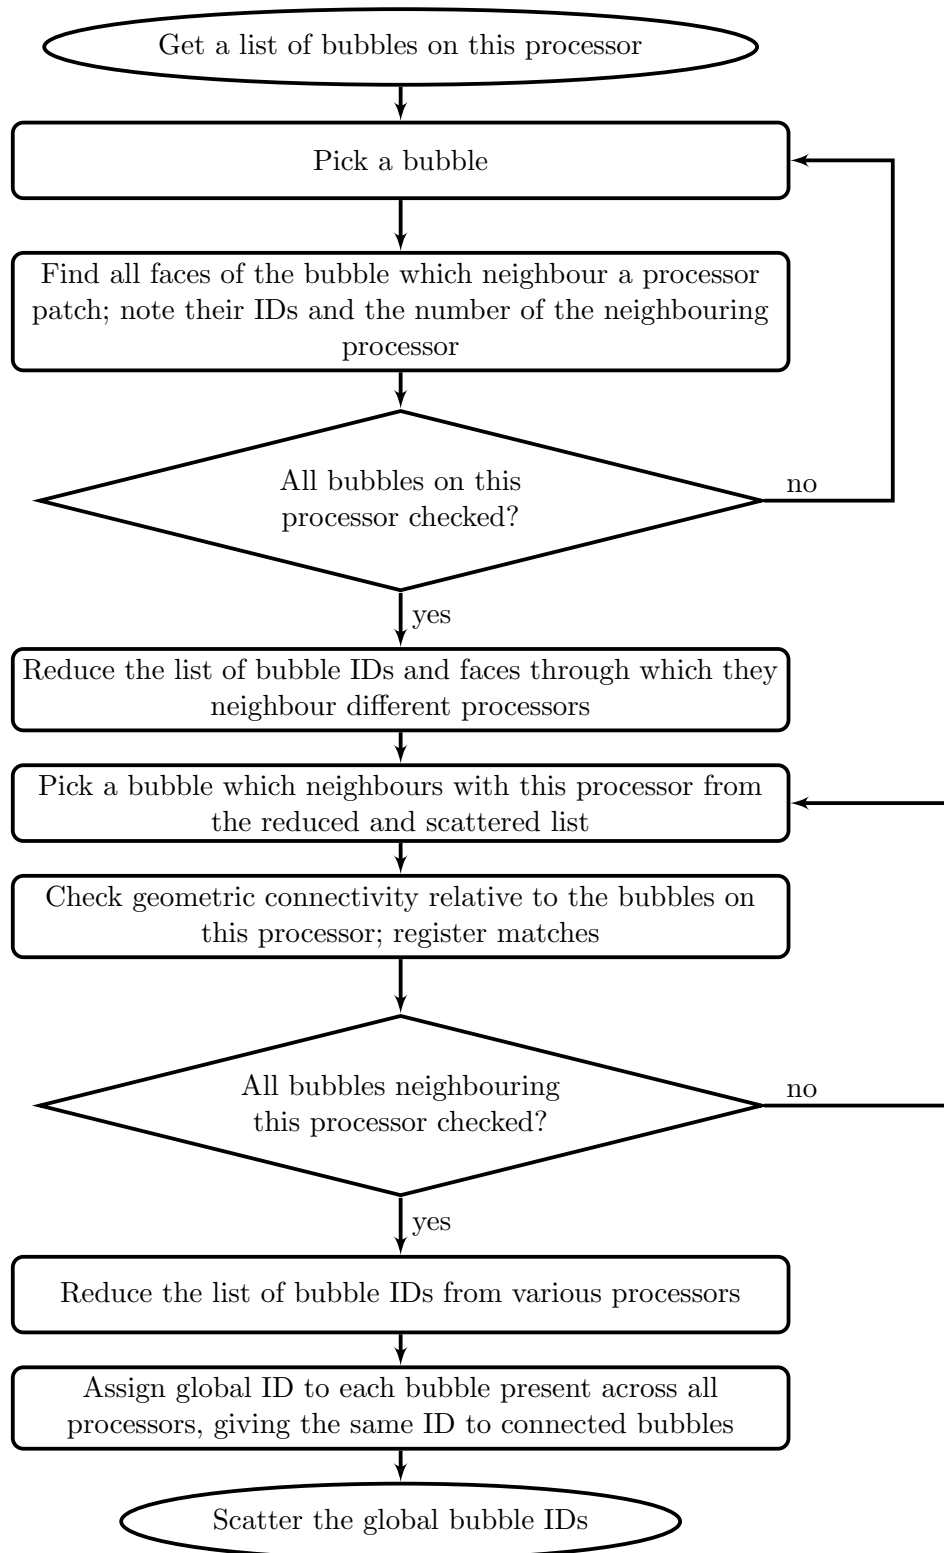 Get a list of bubbles on this processor
Pick a bubble
Find all faces of the bubble which neighbour a processor
patch; note their IDs and the number of the neighbouring
processor
All bubbles on this
processor checked?
no
yes
Reduce the list of bubble IDs and faces through which they
neighbour different processors
Pick a bubble which neighbours with this processor from
the reduced and scattered list
Check geometric connectivity relative to the bubbles on
this processor; register matches
All bubbles neighbouring
this processor checked?
no
yes
Reduce the list of bubble IDs from various processors
Assign global ID to each bubble present across all
processors, giving the same ID to connected bubbles
Scatter the global bubble IDs